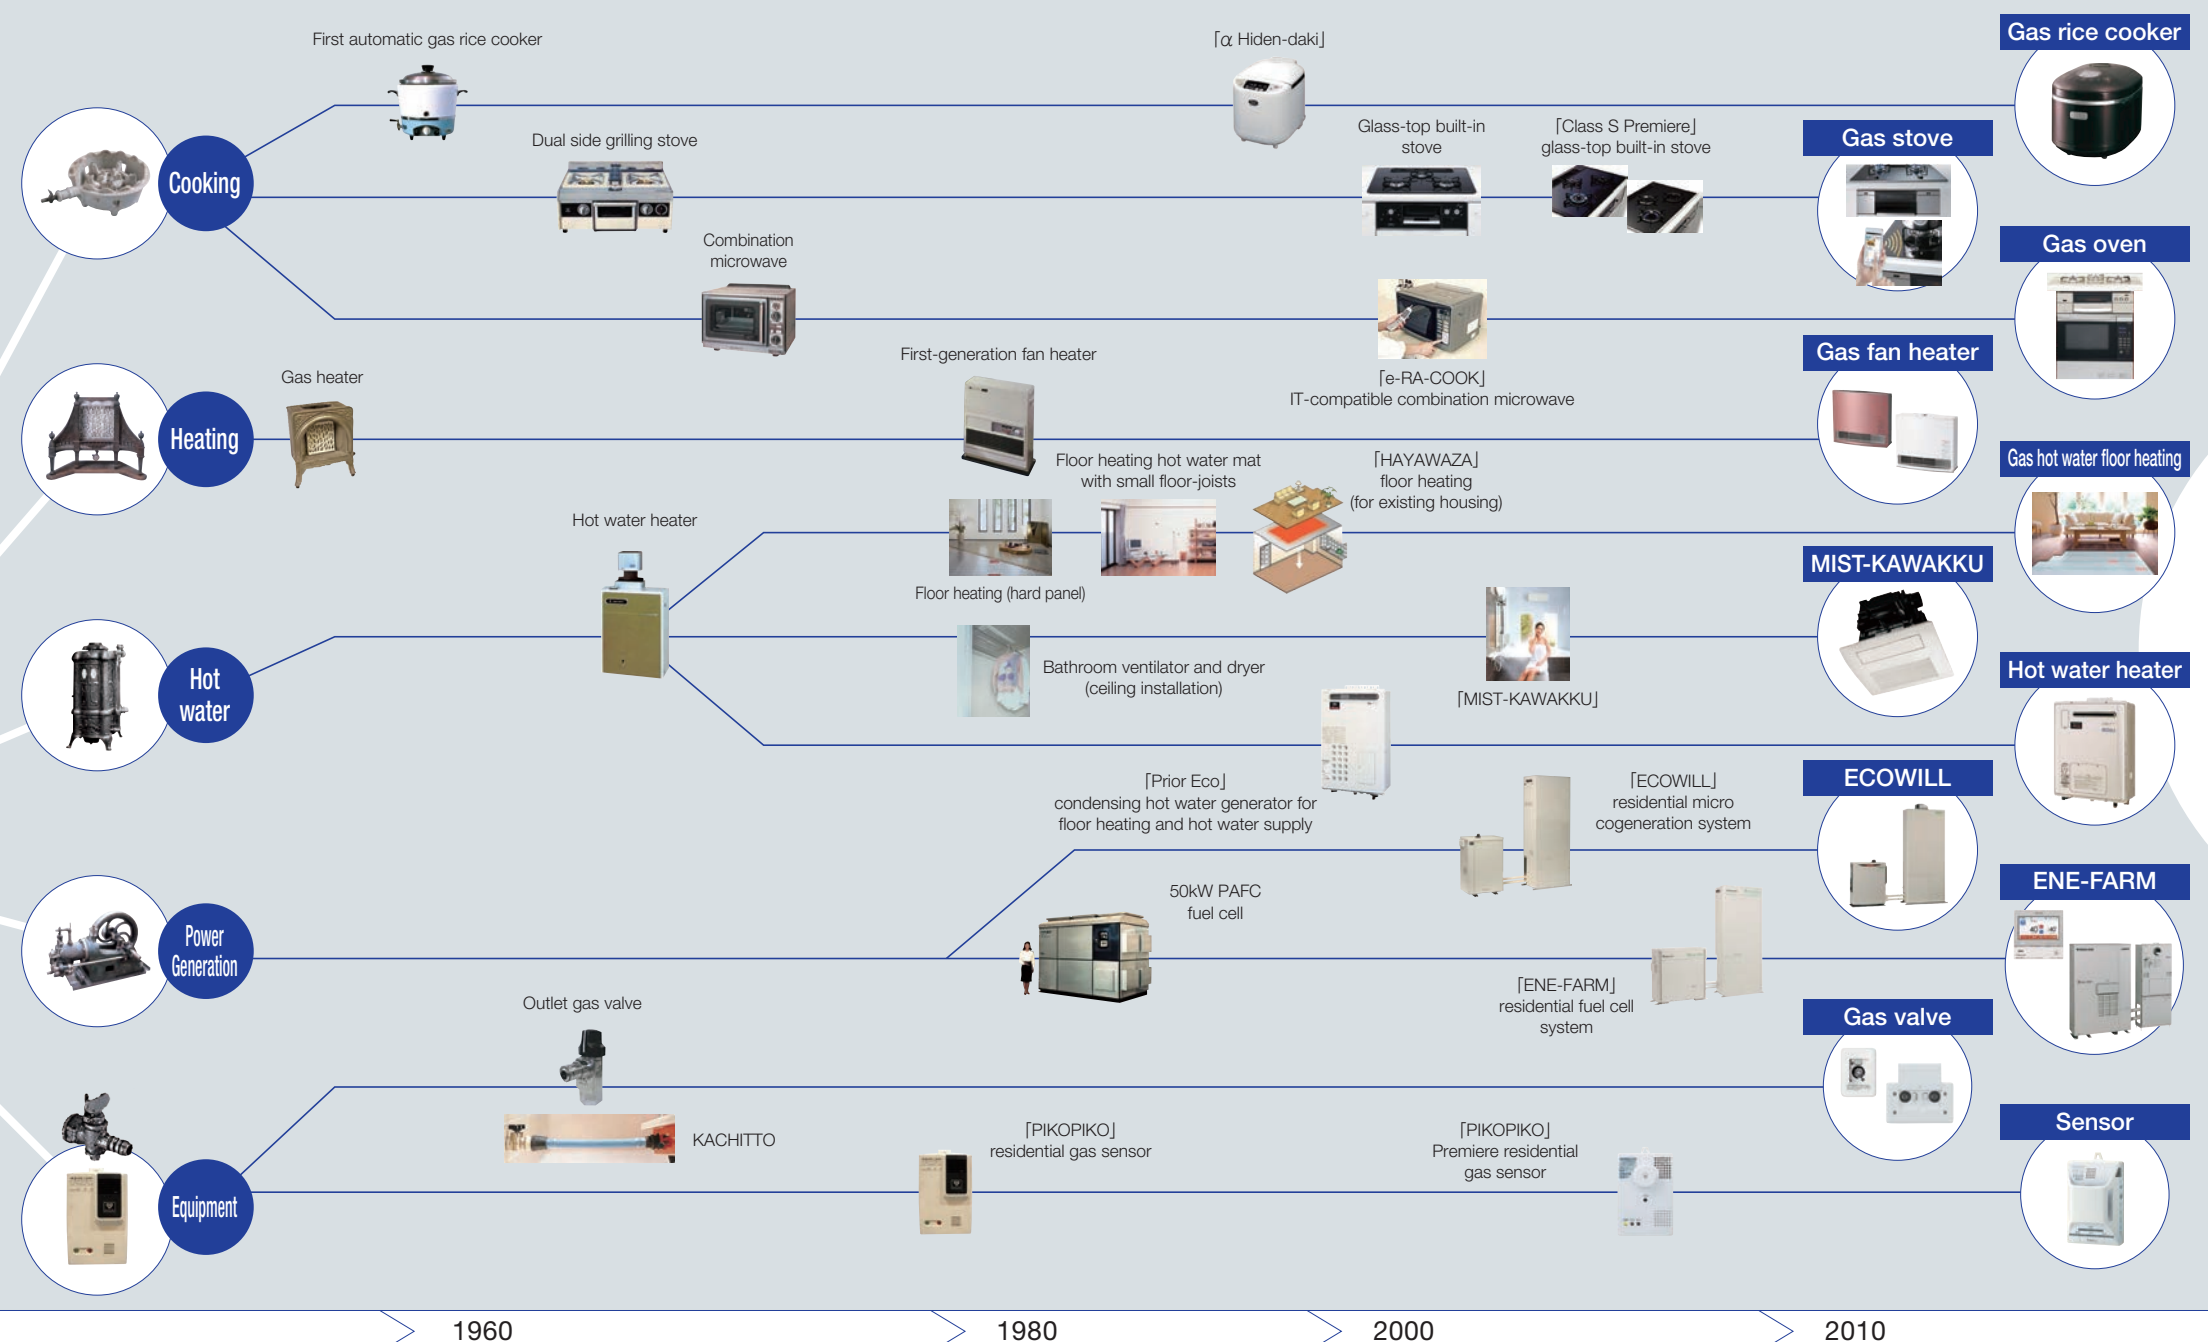 First automatic gas rice cooker
「α Hiden-daki」
Gas rice cooker
Cooking
Dual side grilling stove
Glass-top built-in
stove
「Class S Premiere」
glass-top built-in stove
Gas stove
Combination
microwave
Gas oven
「e-RA-COOK」
IT-compatible combination microwave
Heating
Gas heater
First-generation fan heater
Gas fan heater
Floor heating hot water mat
with small floor-joists
「HAYAWAZA」
floor heating
(for existing housing)
Gas hot water floor heating
Hot water heater
Floor heating (hard panel)
MIST-KAWAKKU
Hot
water
Bathroom ventilator and dryer
(ceiling installation)
「MIST-KAWAKKU」
Hot water heater
「Prior Eco」
condensing hot water generator for
floor heating and hot water supply
「ECOWILL」
residential micro
cogeneration system
ECOWILL
Power
Generation
50kW PAFC
fuel cell
ENE-FARM
「ENE-FARM」
residential fuel cell
system
Outlet gas valve
Gas valve
KACHITTO
「PIKOPIKO」
residential gas sensor
「PIKOPIKO」
Premiere residential
gas sensor
Sensor
Equipment
1960
1980
2000
2010